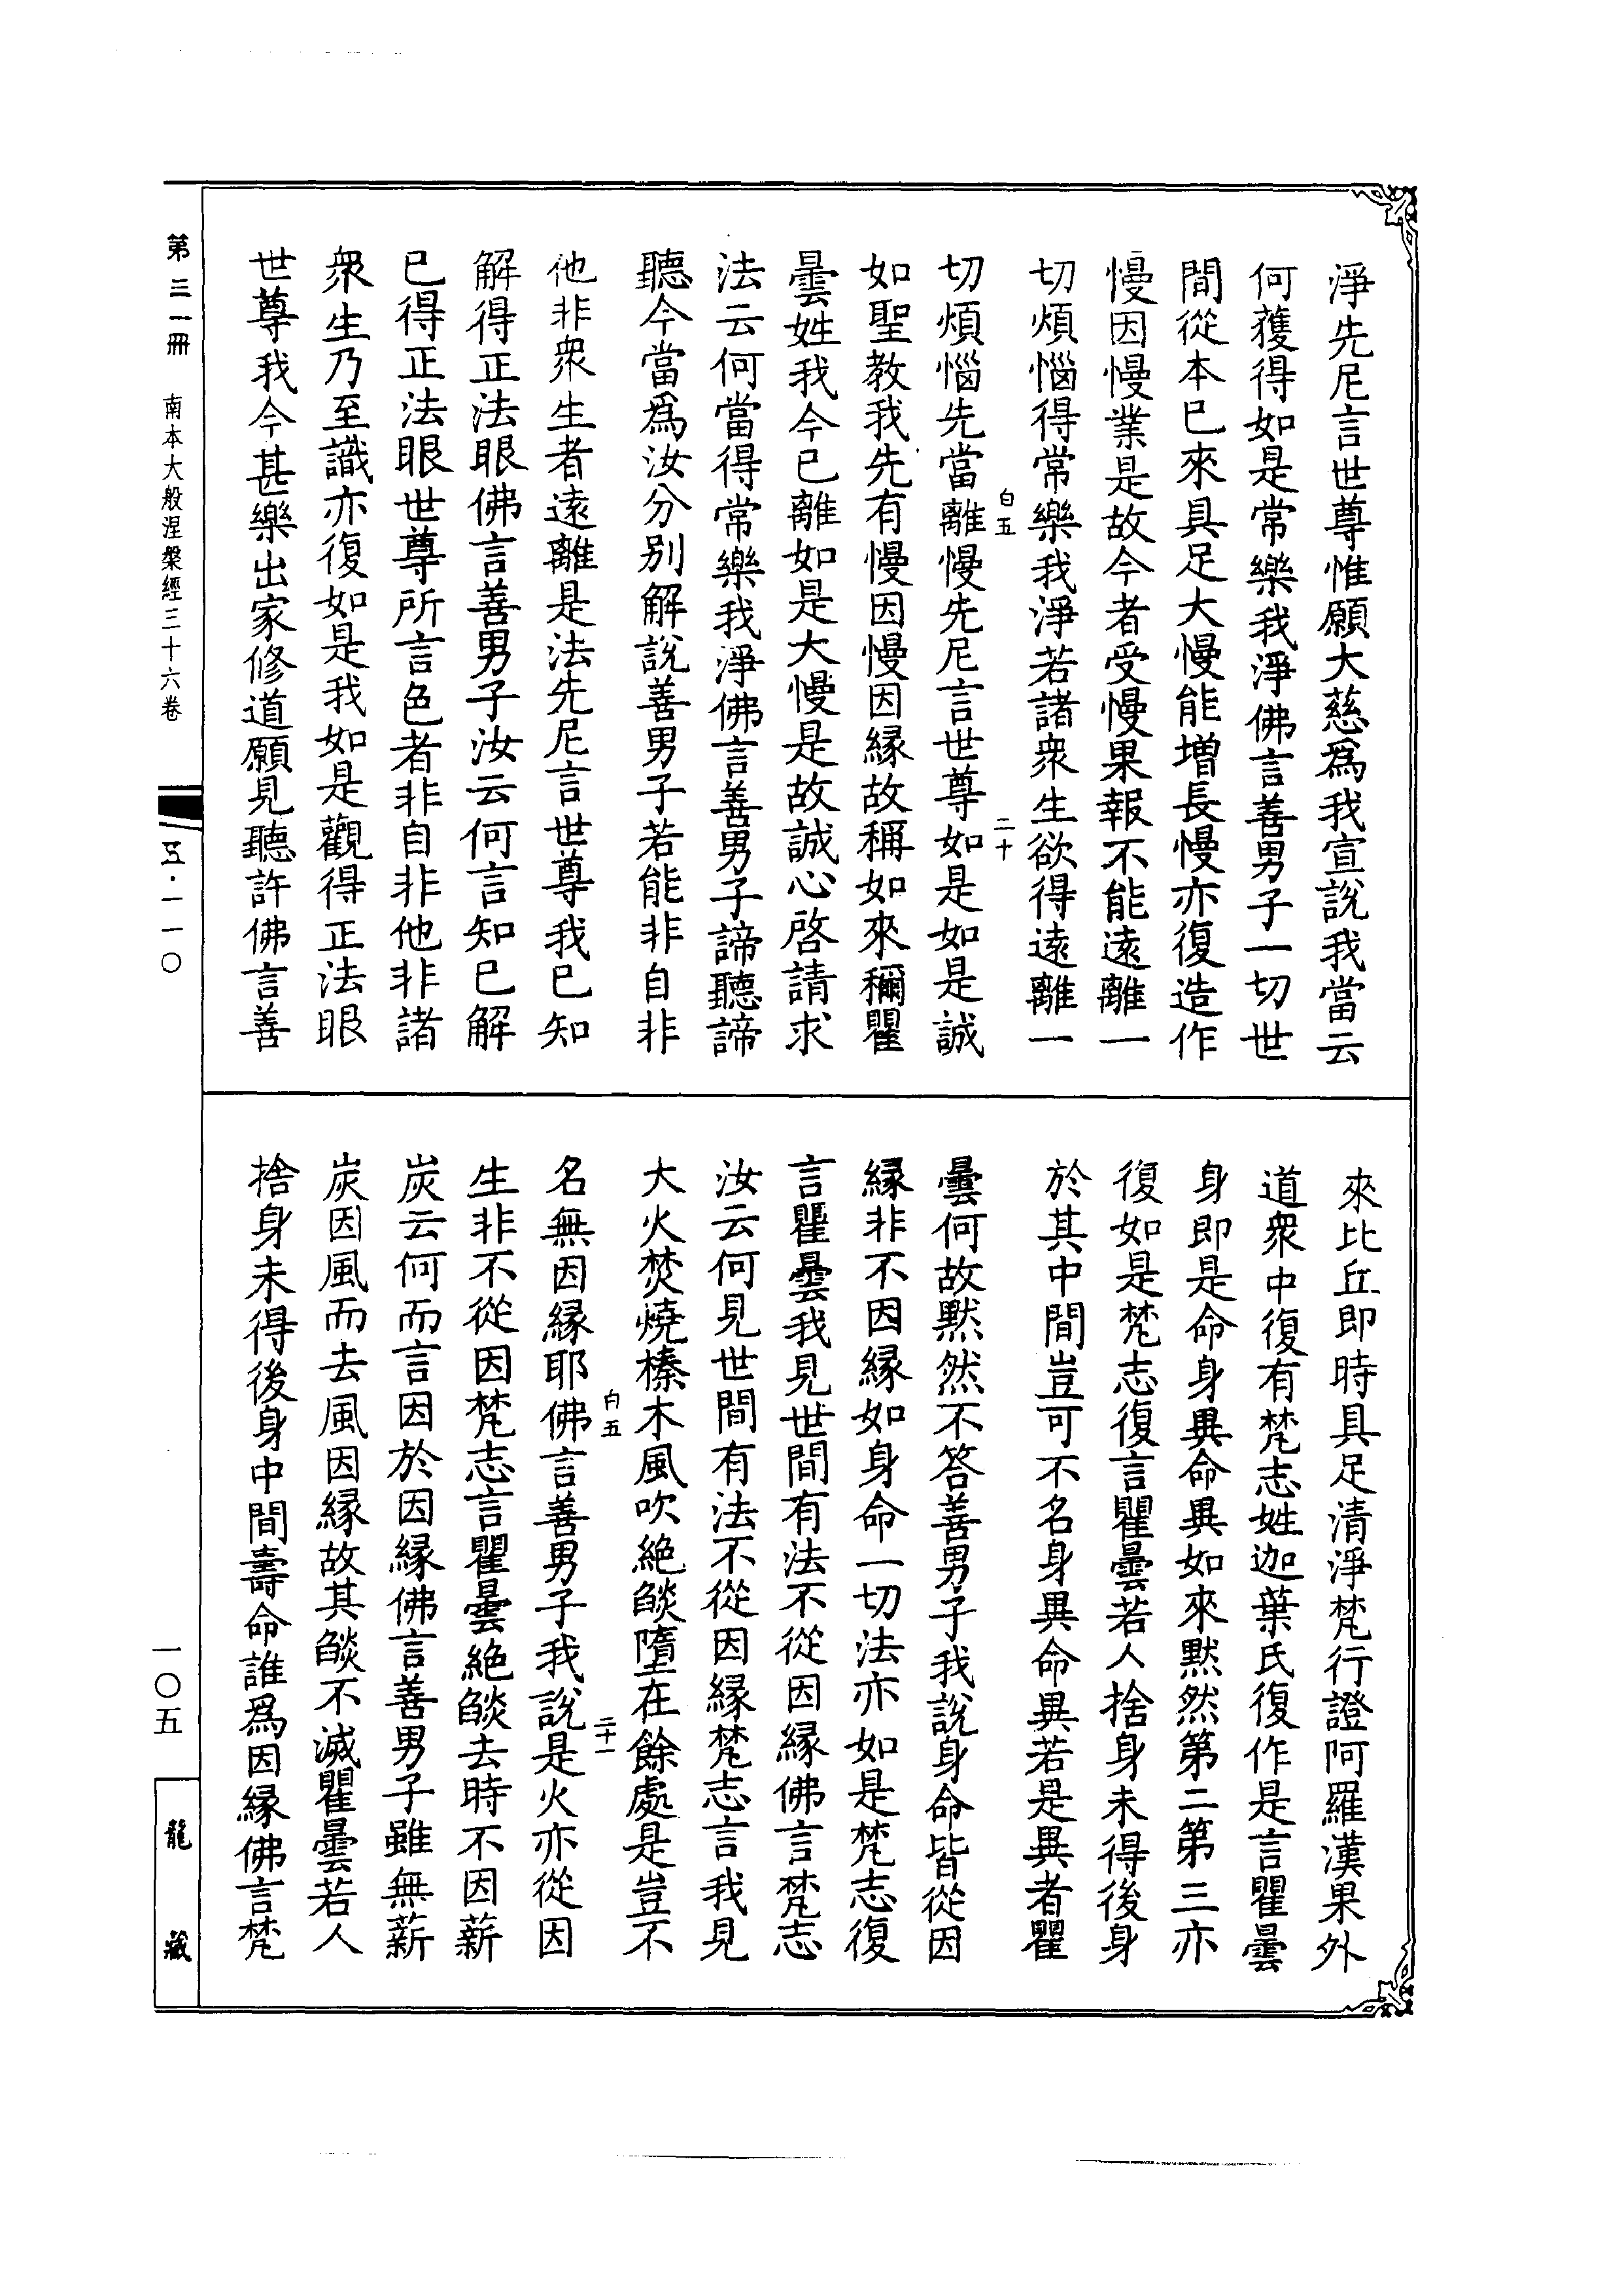 淨先尼言世尊惟願大慈爲我宣說我當云
何獲得如是常樂我淨佛言善男子一切世
間從本已來具足大慢能增長慢亦復造作
慢因慢業是故今者受慢果報不能遠離一
切煩惱得常樂我淨若諸衆生欲得遠離一
切煩惱先當離慢先尼言世尊如是如是誠
白五
二十
如聖教我先有慢因慢因縁故稱如來稱瞿
曇姓我今已離如是大慢是故誠心啓請求
法云何當得常樂我淨佛言善男子諦聽諦
聽今當爲汝分別解說善男子若能非自非
他非衆生者遠離是法先尼言世尊我已知
解得正法眼佛言善男子汝云何言知已解
已得正法眼世尊所言色者非自非他非諸
衆生乃至識亦復如是我如是觀得正法眼
世尊我今甚樂出家修道願見聽許佛言善
來比丘即時具足清淨梵行證阿羅漢果外
道衆中復有梵志姓迦葉氏復作是言瞿曇
身即是命身異命異如來默然第二第三亦
復如是梵志復言瞿曇若人捨身未得後身
於其中間豈可不名身異命異若是異者瞿
曇何故默然不答善男子我說身命皆從因
縁非不因縁如身命一切法亦如是梵志復
言瞿曇我見世間有法不從因縁佛言梵志
汝云何見世間有法不從因縁梵志言我見
大火焚燒榛木風吹絶燄墮在餘處是豈不
名無因縁耶佛言善男子我說是火亦從因
白五
二十一
生非不從因梵志言瞿曇絶燄去時不因薪
炭云何而言因於因縁佛言善男子雖無薪
炭因風而去風因縁故其燄不滅瞿曇若人
捨身未得後身中間壽命誰爲因縁佛言梵
第三一冊
南本大般涅槃經三十六卷
五·一一〇
一〇五
龍藏